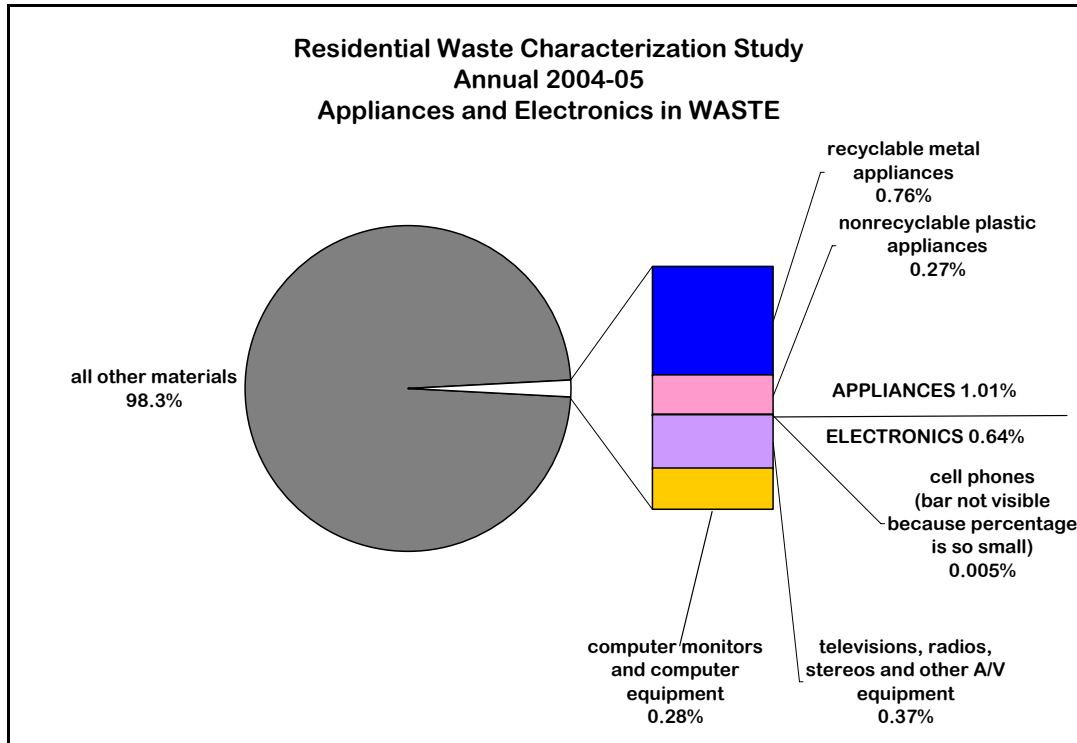 Residential Waste Characterization Study
Annual 2004-05
Appliances and Electronics in WASTE
recyclable metal
appliances
0.76%
nonrecyclable plastic
appliances
0.27%
all other materials
98.3%
APPLIANCES 1.01%
ELECTRONICS 0.64%
cell phones
(bar not visible
because percentage
is so small)
0.005%
computer monitors
and computer
equipment
0.28%
televisions, radios,
stereos and other A/V
equipment
0.37%